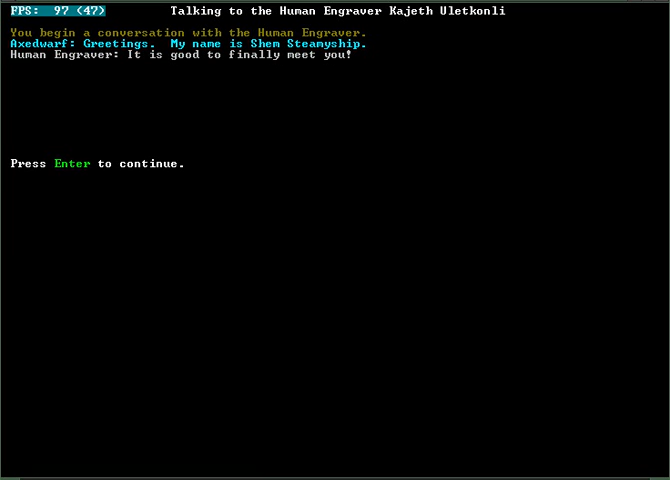 FPS: 97 (47) Talking to the Human Engraver Kajeth Uletkonli
You begin a conversation with the Human Engraver.
Axedwarf: Greetings. My name is Shem Steamyship.
Human Engraver: It is good to finally meet you!
Press Enter to continue.